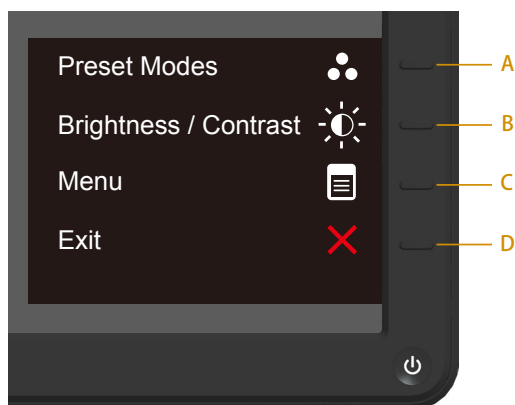 Preset Modes
A
Brightness / Contrast
B
Menu
C
Exit
D